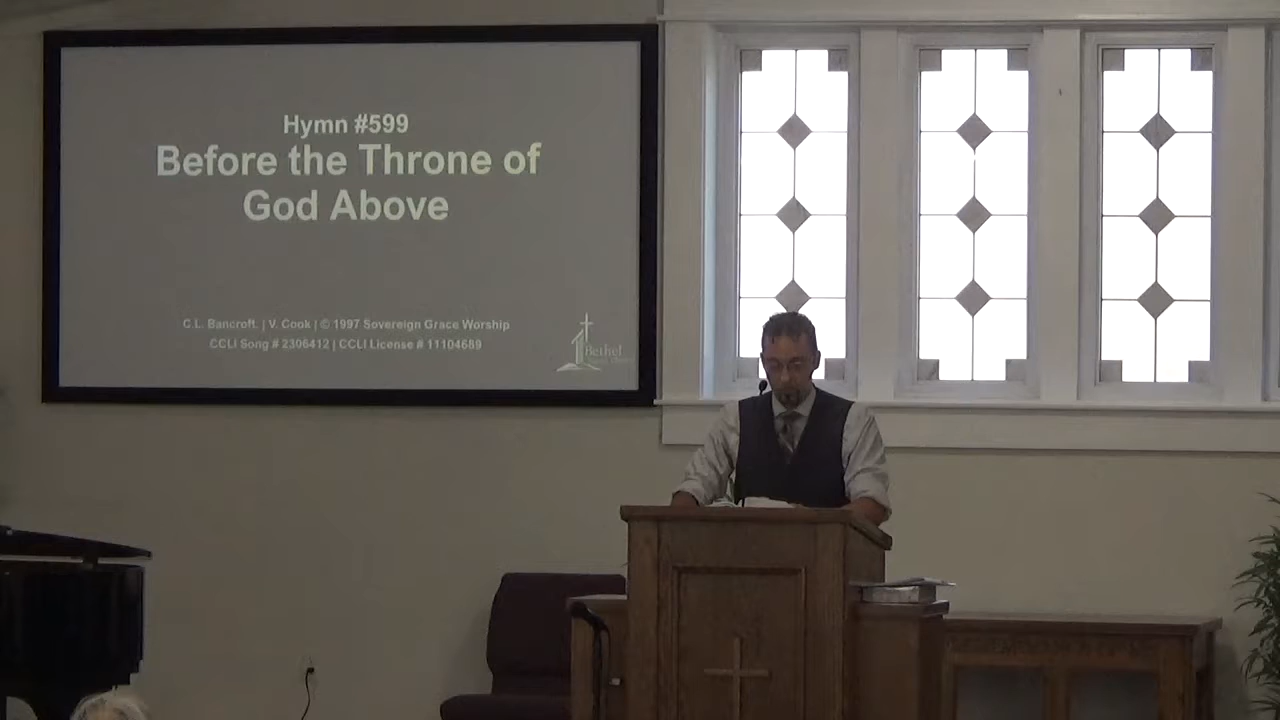 Hymn #599
Before the Throne of
God Above
C.L. Bancroft. | V. Cook | © 1997 Sovereign Grace Worship
CCLI Song # 2306412 | CCLI License # 11104689
Bethel